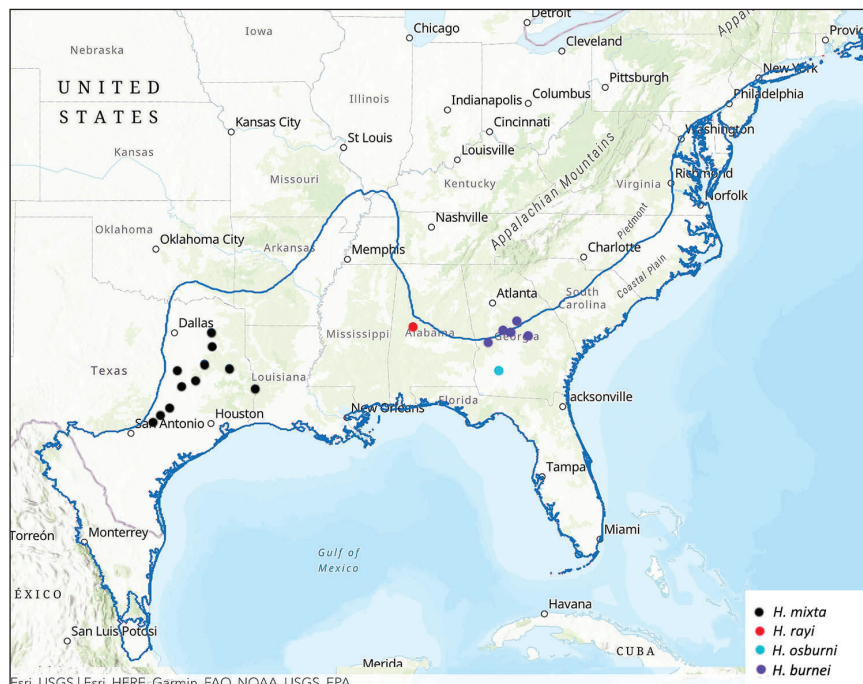 Detroit
Iowa
Chicago
Provi
Appal
Nebraska
Cleveland
New York
UNITED
STATES
Illinois
Pittsburgh
Indianapolis
Columbus
Philadelphia
Kansas City
Cincinnati
St Louis
Washington
Kansas
Louisville
Missouri
Kentucky
Appalachian Mountains
Virginia
Richmond
Norfolk
Nashville
Piedmont
Oklahoma
Oklahoma City
Arkansas
Memphis
Charlotte
Coastal Plain
Atlanta
South
Carolina
Dallas
Mississippi
Alabama
Georgia
Texas
Louisiana
Jacksonville
New Orleans
Florida
San Antonio
Houston
Tampa
Torreón
Monterrey
Miami
Gulf of
Mexico
ÉXICO
Havana
San Luis Potosi
CUBA
Merida
H. mixta
H. rayi
H. osburni
H. burnei
Esri, USGS | Esri, HERE, Garmin, FAO, NOAA, USGS, EPA